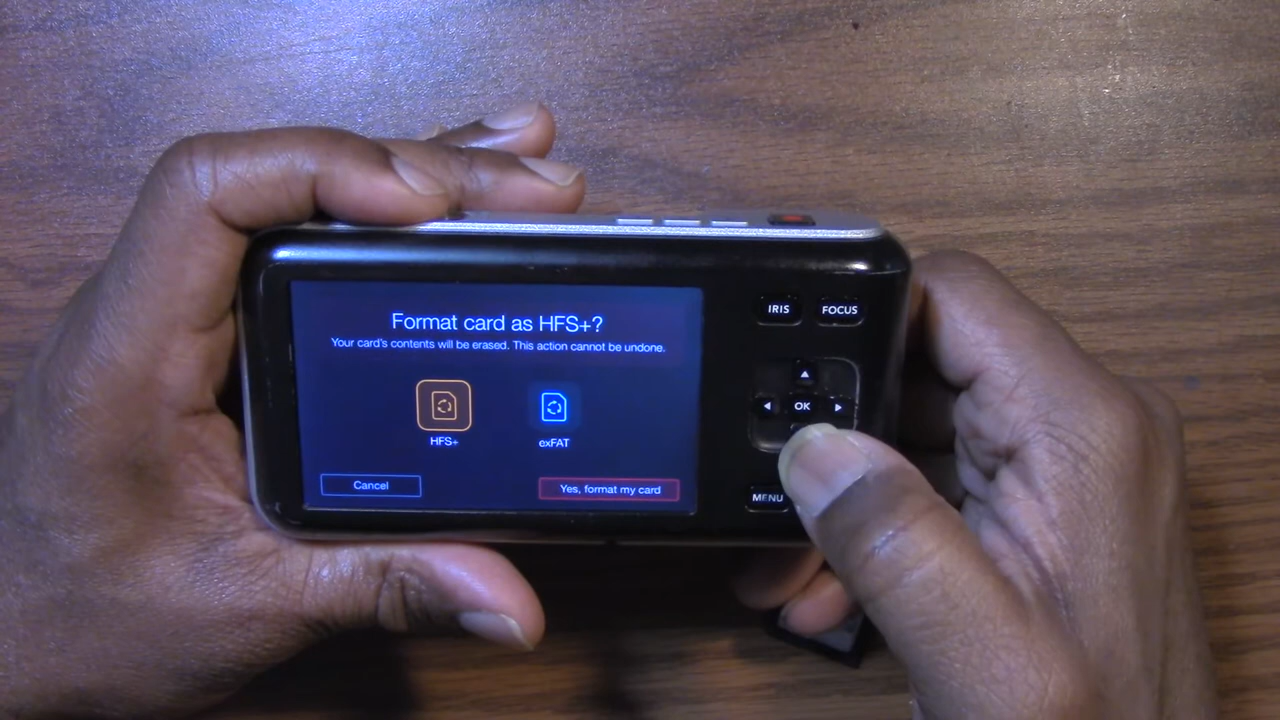 Format card as HFS+?
Your card's contents will be erased. This action cannot be undone.
HFS+
exFAT
Cancel
Yes, format my card
IRIS
FOCUS
OK
MENU